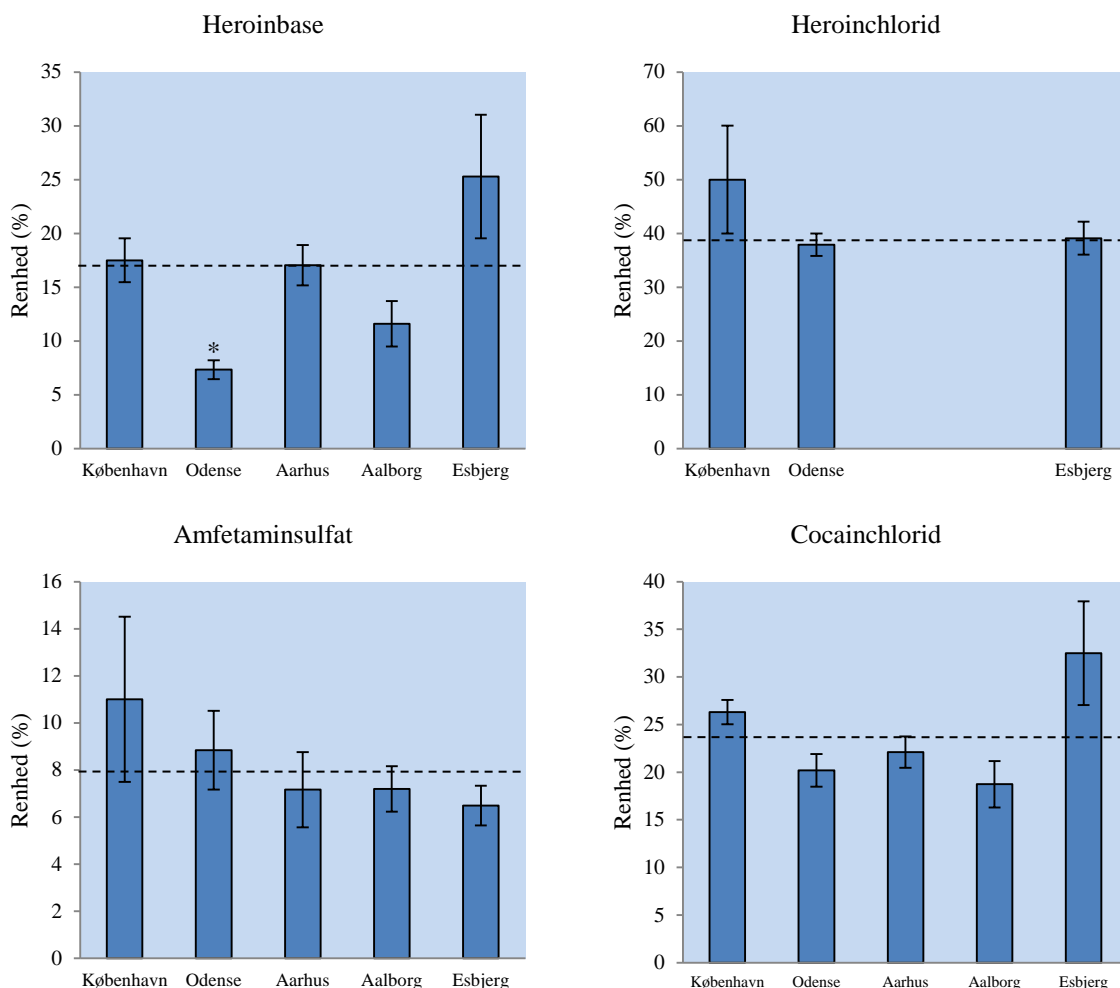 Heroinbase
Renhed (%)
35
30
25
20
15
10
5
0
*
København Odense Aarhus Aalborg Esbjerg
Heroinchlorid
Renhed (%)
70
60
50
40
30
20
10
0
København Odense Esbjerg
Amfetaminsulfat
Renhed (%)
16
14
12
10
8
6
4
2
0
København Odense Aarhus Aalborg Esbjerg
Cocainchlorid
Renhed (%)
40
35
30
25
20
15
10
5
0
København Odense Aarhus Aalborg Esbjerg